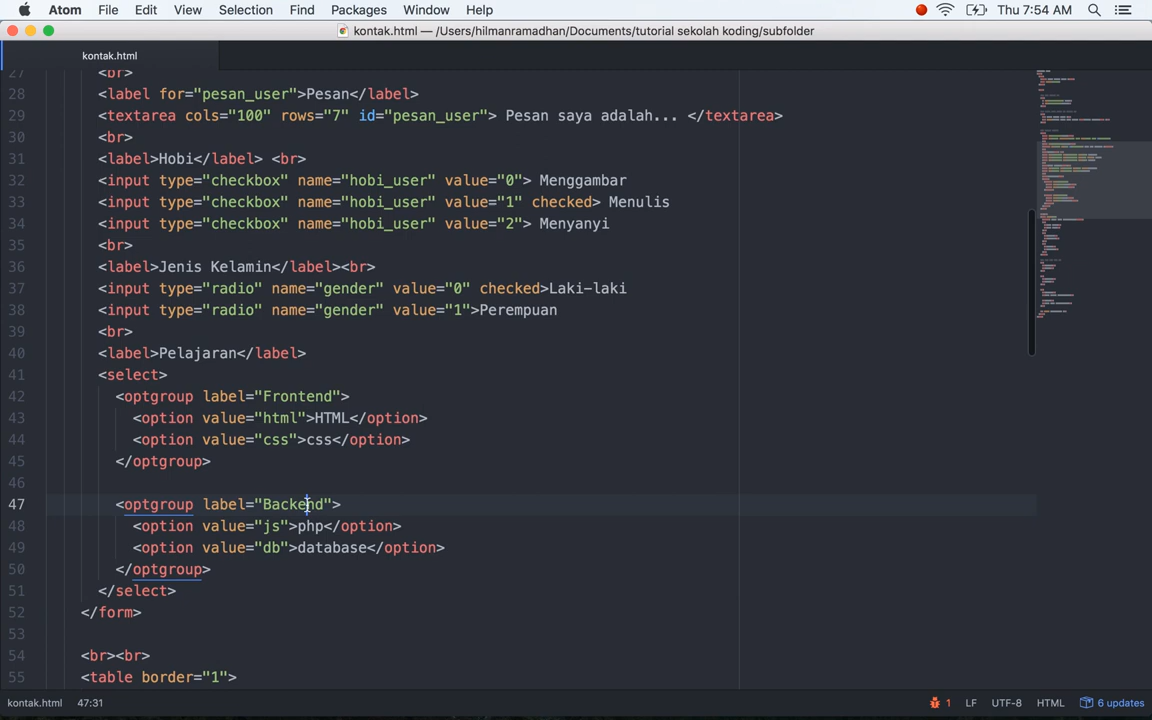 Atom File Edit View Selection Find Packages Window Help Thu 7:54 AM
kontak.html — /Users/hilmanramadhan/Documents/tutorial sekolah koding/subfolder
kontak.html
27 <br>
28 <label for="pesan_user">Pesan</label>
29 <textarea cols="100" rows="7" id="pesan_user"> Pesan saya adalah... </textarea>
30 <br>
31 <label>Hobi</label> <br>
32 <input type="checkbox" name="hobi_user" value="0"> Menggambar
33 <input type="checkbox" name="hobi_user" value="1" checked> Menulis
34 <input type="checkbox" name="hobi_user" value="2"> Menyanyi
35 <br>
36 <label>Jenis Kelamin</label><br>
37 <input type="radio" name="gender" value="0" checked>Laki-laki
38 <input type="radio" name="gender" value="1">Perempuan
39 <br>
40 <label>Pelajaran</label>
41 <select>
42 <optgroup label="Frontend">
43 <option value="html">HTML</option>
44 <option value="css">css</option>
45 </optgroup>
46
47 <optgroup label="Backend">
48 <option value="js">php</option>
49 <option value="db">database</option>
50 </optgroup>
51 </select>
52 </form>
53
54 <br><br>
55 <table border="1">
kontak.html 47:31 1 LF UTF-8 HTML 6 updates